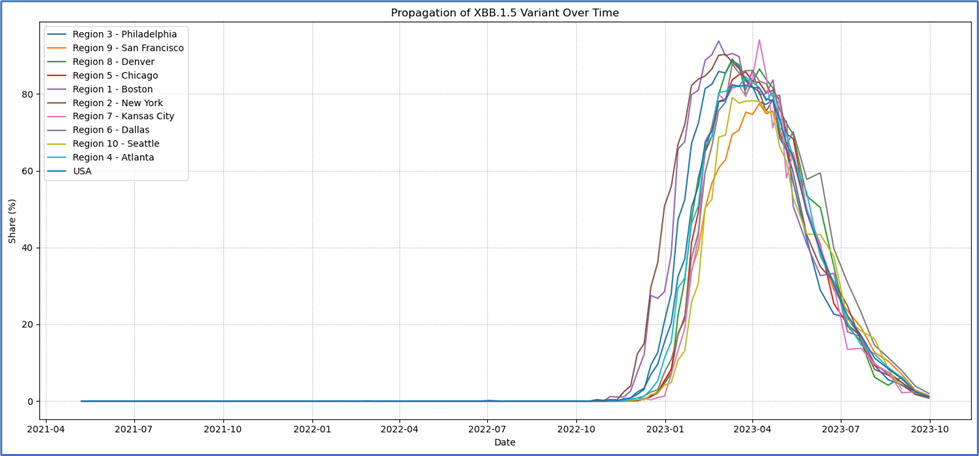 Propagation of XBB.1.5 Variant Over Time
Region 3 - Philadelphia
Region 9 - San Francisco
Region 8 - Denver
Region 5 - Chicago
Region 1 - Boston
Region 2 - New York
Region 7 - Kansas City
Region 6 - Dallas
Region 10 - Seattle
Region 4 - Atlanta
USA
Share (%)
80
60
40
20
0
2021-04 2021-07 2021-10 2022-01 2022-04 2022-07 2022-10 2023-01 2023-04 2023-07 2023-10
Date